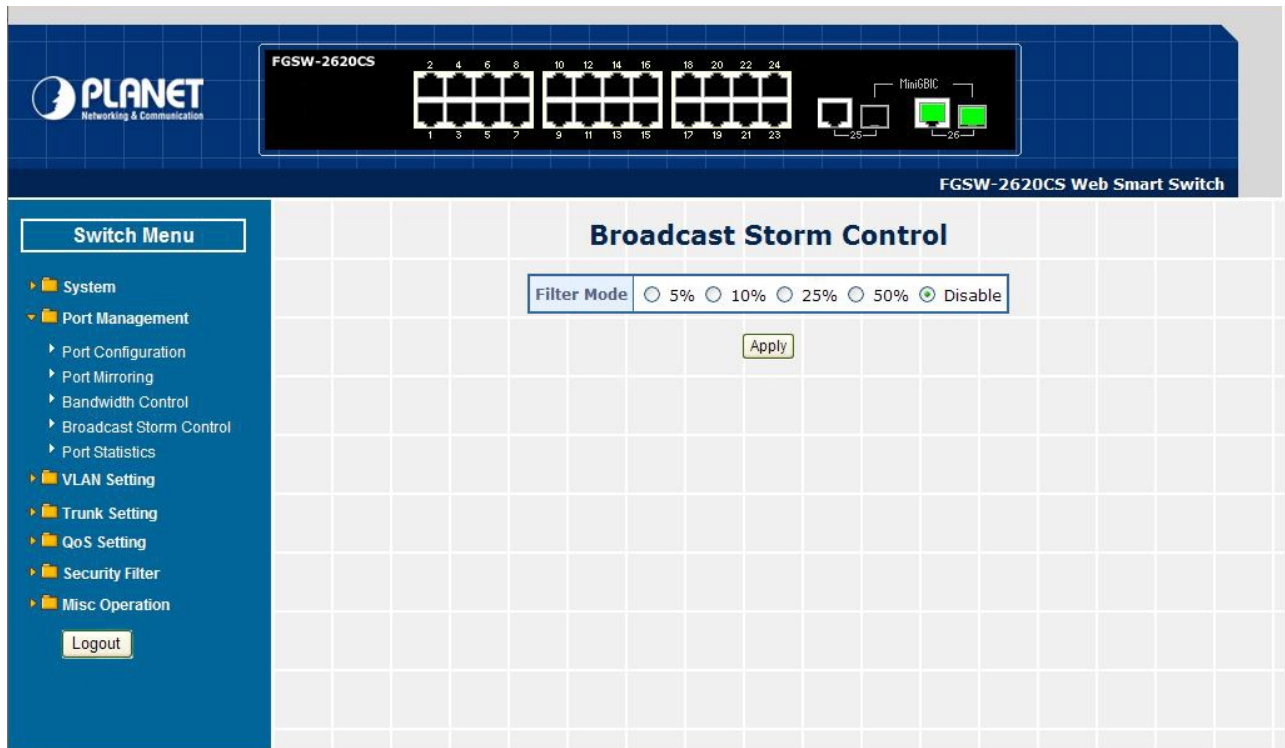 PLANET
Networking & Communication
FGSW-2620CS
2 4 6 8 10 12 14 16 18 20 22 24
MiniGBIC
1 3 5 7 9 11 13 15 17 19 21 23
25 26
FGSW-2620CS Web Smart Switch
Switch Menu
System
Port Management
Port Configuration
Port Mirroring
Bandwidth Control
Broadcast Storm Control
Port Statistics
VLAN Setting
Trunk Setting
QoS Setting
Security Filter
Misc Operation
Logout
Broadcast Storm Control
Filter Mode 5% 10% 25% 50% Disable
Apply